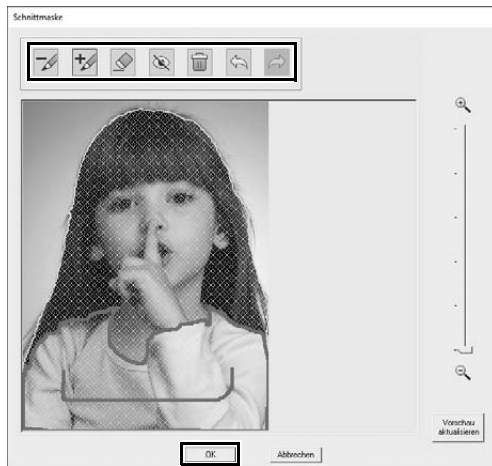 Schnittmaske
Vorschau
aktualisieren
OK
Abbrechen